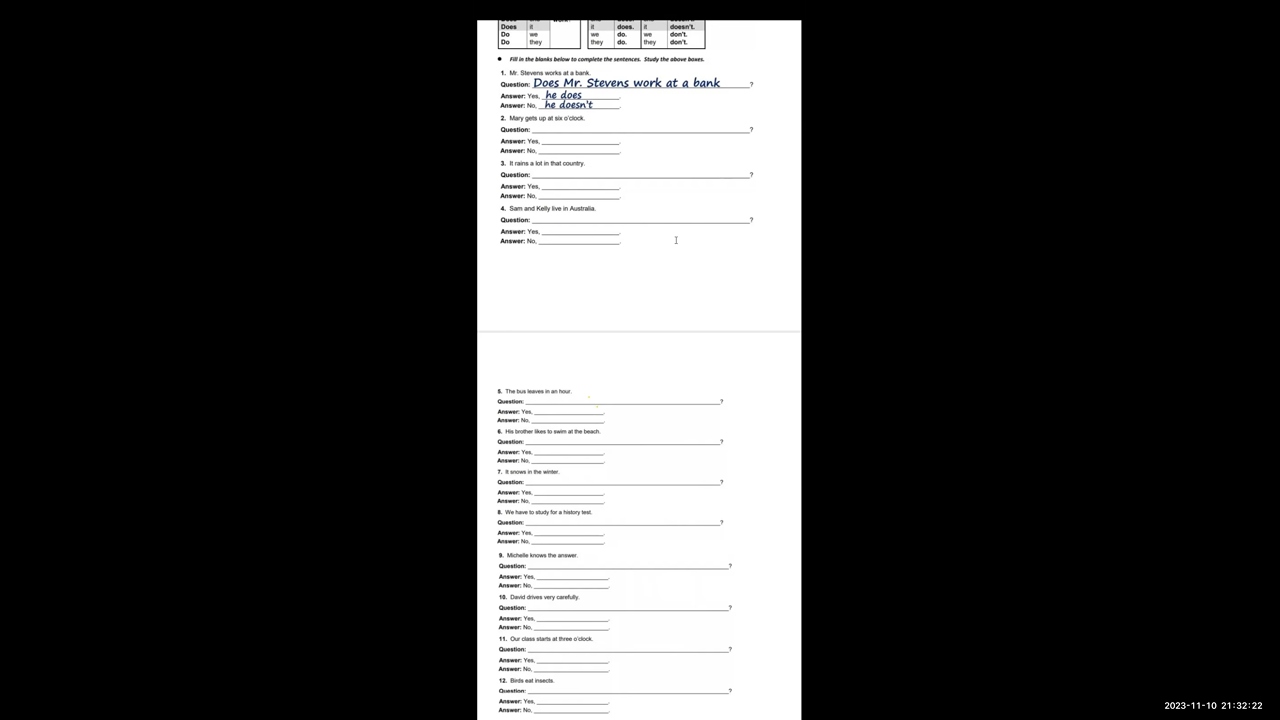 Does it does. it doesn't.
Do we we do. we don't.
Do they they do. they don't.
● Fill in the blanks below to complete the sentences. Study the above boxes.
1. Mr. Stevens works at a bank.
Question: Does Mr. Stevens work at a bank ?
Answer: Yes, he does .
Answer: No, he doesn't .
2. Mary gets up at six o'clock.
Question: ?
Answer: Yes, .
Answer: No, .
3. It rains a lot in that country.
Question: ?
Answer: Yes, .
Answer: No, .
4. Sam and Kelly live in Australia.
Question: ?
Answer: Yes, .
Answer: No, .
5. The bus leaves in an hour.
Question: ?
Answer: Yes, .
Answer: No, .
6. His brother likes to swim at the beach.
Question: ?
Answer: Yes, .
Answer: No, .
7. It snows in the winter.
Question: ?
Answer: Yes, .
Answer: No, .
8. We have to study for a history test.
Question: ?
Answer: Yes, .
Answer: No, .
9. Michelle knows the answer.
Question: ?
Answer: Yes, .
Answer: No, .
10. David drives very carefully.
Question: ?
Answer: Yes, .
Answer: No, .
11. Our class starts at three o'clock.
Question: ?
Answer: Yes, .
Answer: No, .
12. Birds eat insects.
Question: ?
Answer: Yes, .
Answer: No, .